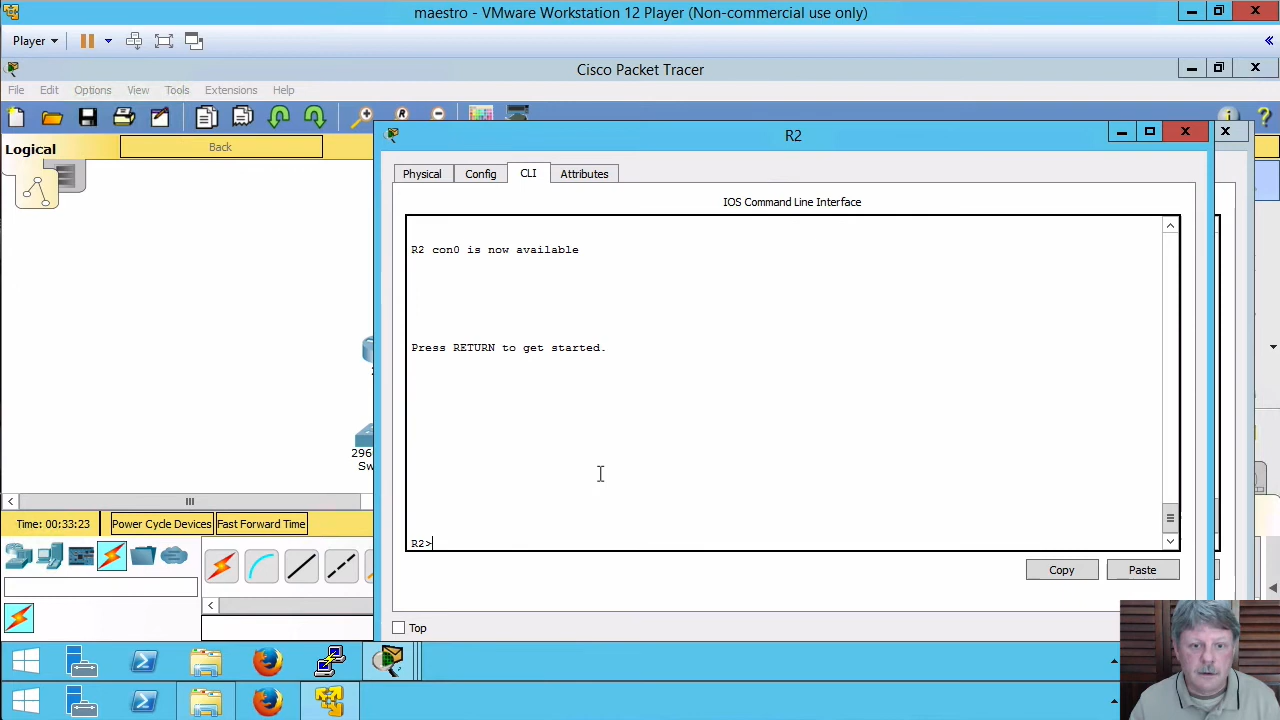 maestro - VMware Workstation 12 Player (Non-commercial use only)
Player
Cisco Packet Tracer
File Edit Options View Tools Extensions Help
R2
Logical
Back
Physical Config CLI Attributes
IOS Command Line Interface
R2 con0 is now available
Press RETURN to get started.
R2>
296
Sw
Time: 00:33:23 Power Cycle Devices Fast Forward Time
Copy Paste
Top